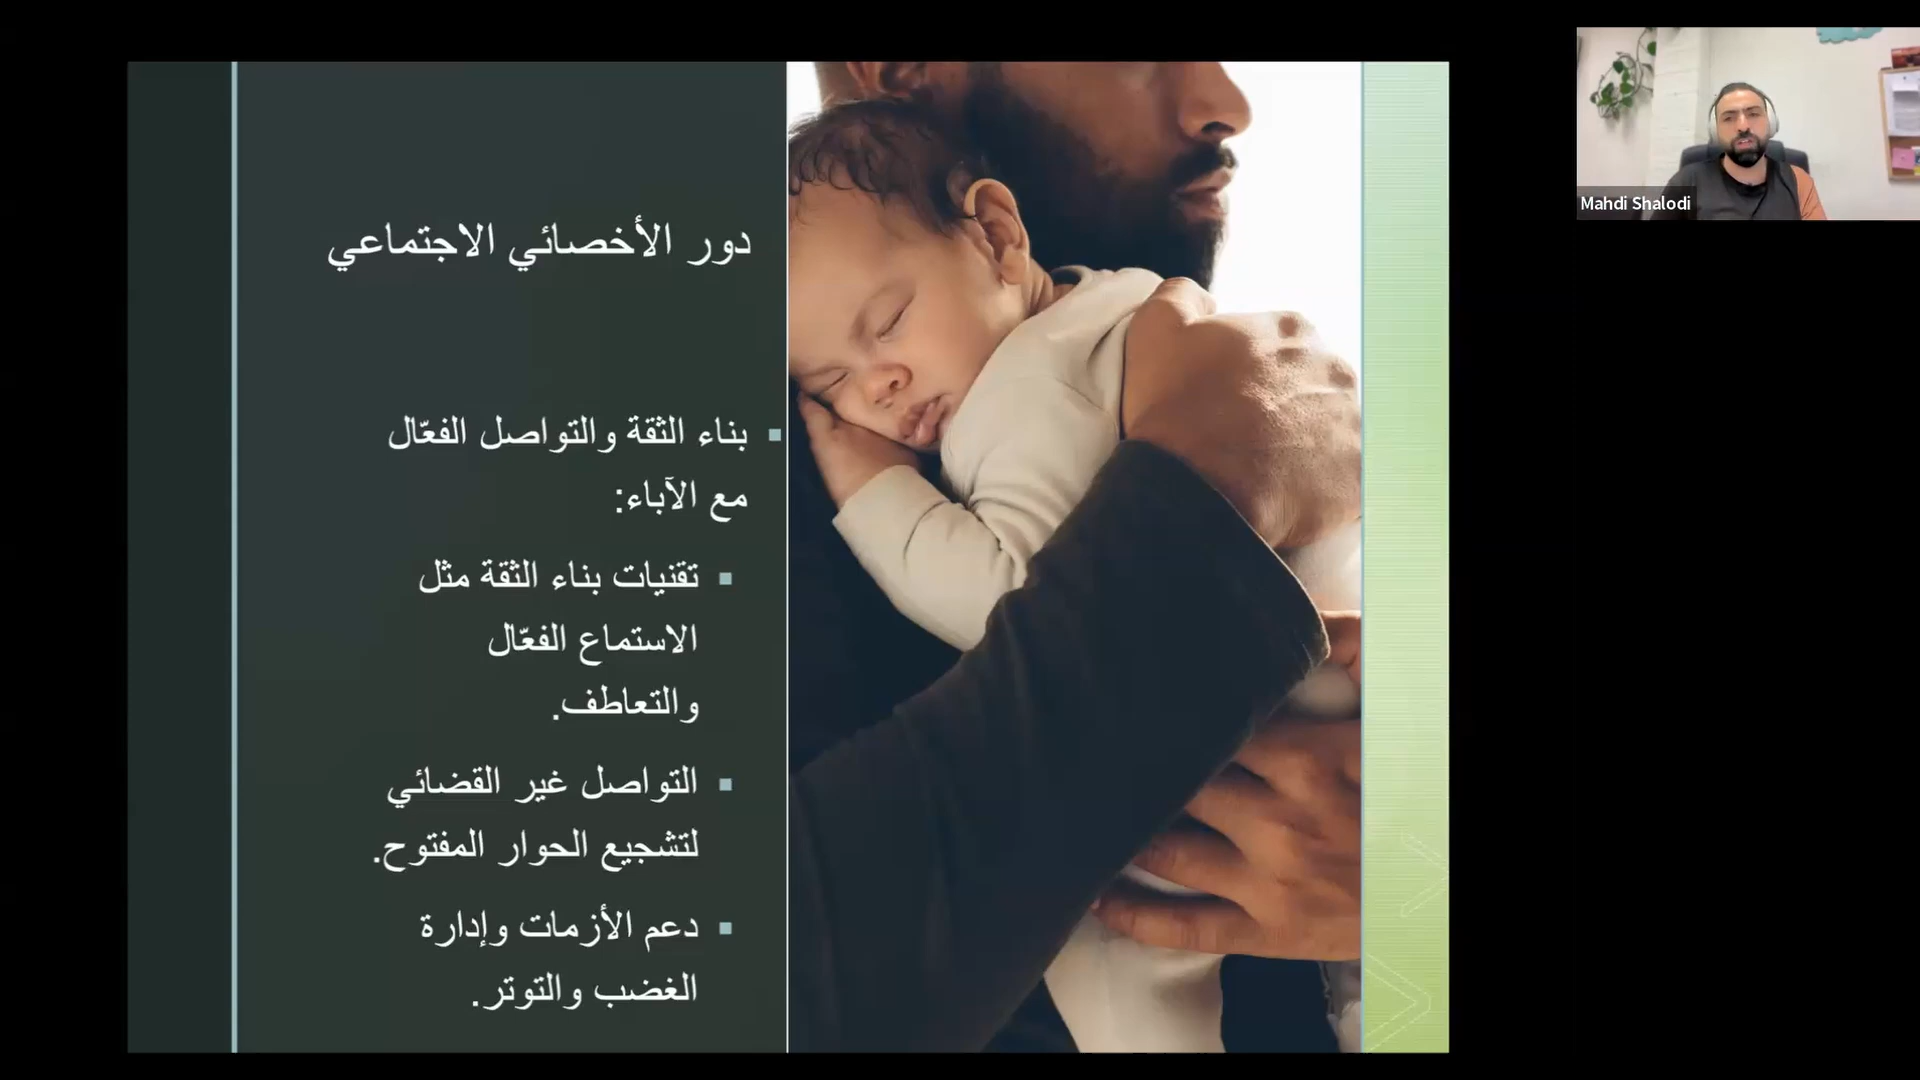 دور الأخصائي الاجتماعي
بناء الثقة والتواصل الفعّال
مع الآباء:
تقنيات بناء الثقة مثل
الاستماع الفعّال
والتعاطف.
التواصل غير القضائي
لتشجيع الحوار المفتوح.
دعم الأزمات وإدارة
الغضب والتوتر.
Mahdi Shalodi